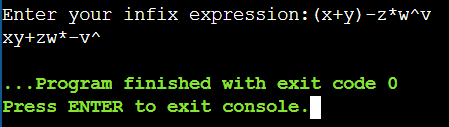 Enter your infix expression:(x+y)-z*w^v
xy+zw*-v^
...Program finished with exit code 0
Press ENTER to exit console.